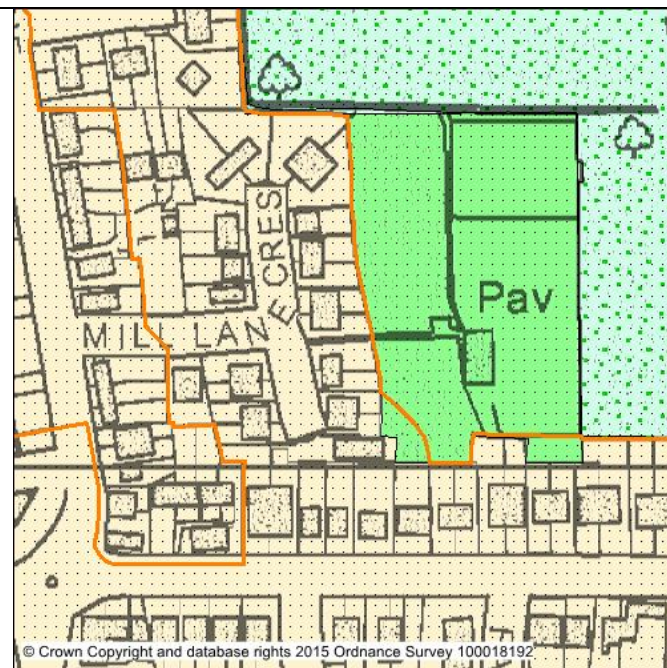 Pav
MILL LANE CRES
© Crown Copyright and database rights 2015 Ordnance Survey 100018192